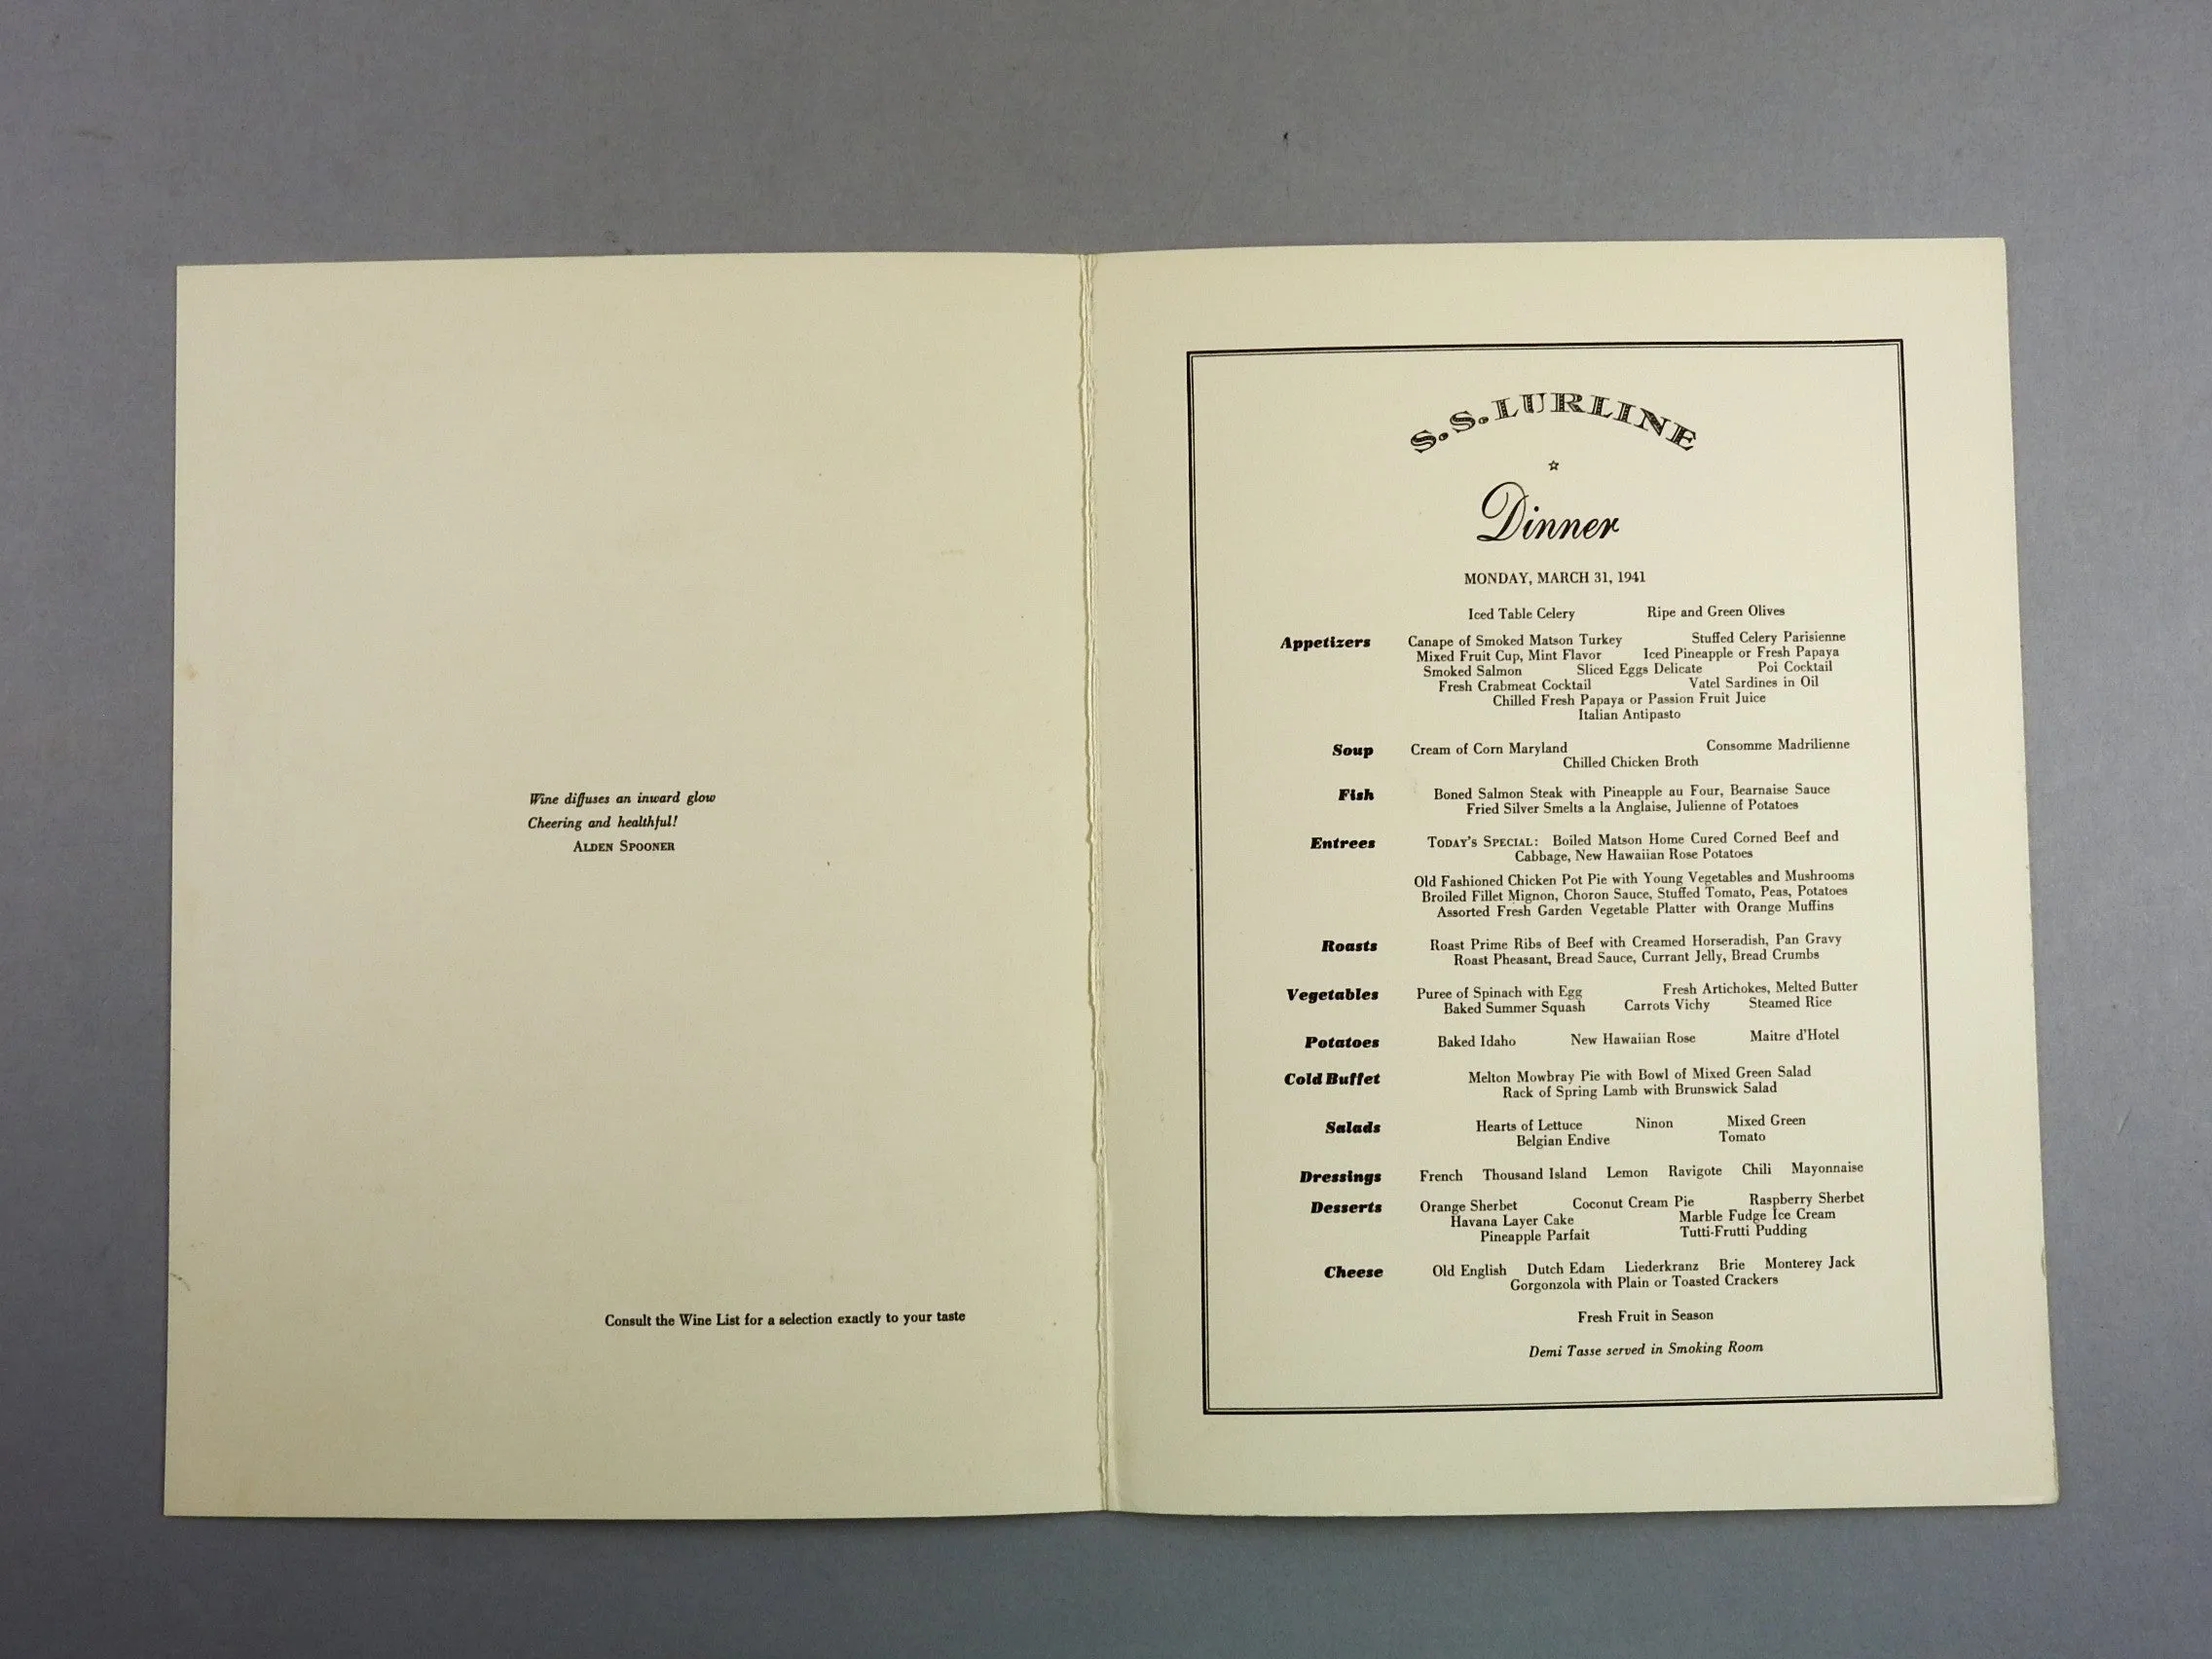 Wine diffuses an inward glow
Cheering and healthful!
ALDEN SPOONER
Consult the Wine List for a selection exactly to your taste
S.S. LURLINE
Dinner
MONDAY, MARCH 31, 1941
Iced Table Celery Ripe and Green Olives
Appetizers Canape of Smoked Matson Turkey Stuffed Celery Parisienne
Mixed Fruit Cup, Mint Flavor Iced Pineapple or Fresh Papaya
Smoked Salmon Sliced Eggs Delicate Poi Cocktail
Fresh Crabmeat Cocktail Vatel Sardines in Oil
Chilled Fresh Papaya or Passion Fruit Juice
Italian Antipasto
Soup Cream of Corn Maryland Consomme Madrilienne
Chilled Chicken Broth
Fish Boned Salmon Steak with Pineapple au Four, Bearnaise Sauce
Fried Silver Smelts a la Anglaise, Julienne of Potatoes
Entrees TODAY'S SPECIAL: Boiled Matson Home Cured Corned Beef and
Cabbage, New Hawaiian Rose Potatoes
Old Fashioned Chicken Pot Pie with Young Vegetables and Mushrooms
Broiled Fillet Mignon, Choron Sauce, Stuffed Tomato, Peas, Potatoes
Assorted Fresh Garden Vegetable Platter with Orange Muffins
Roasts Roast Prime Ribs of Beef with Creamed Horseradish, Pan Gravy
Roast Pheasant, Bread Sauce, Currant Jelly, Bread Crumbs
Vegetables Puree of Spinach with Egg Fresh Artichokes, Melted Butter
Baked Summer Squash Carrots Vichy Steamed Rice
Potatoes Baked Idaho New Hawaiian Rose Maitre d'Hotel
Cold Buffet Melton Mowbray Pie with Bowl of Mixed Green Salad
Rack of Spring Lamb with Brunswick Salad
Salads Hearts of Lettuce Ninon Mixed Green
Belgian Endive Tomato
Dressings French Thousand Island Lemon Ravigote Chili Mayonnaise
Desserts Orange Sherbet Coconut Cream Pie Raspberry Sherbet
Havana Layer Cake Marble Fudge Ice Cream
Pineapple Parfait Tutti-Frutti Pudding
Cheese Old English Dutch Edam Liederkranz Brie Monterey Jack
Gorgonzola with Plain or Toasted Crackers
Fresh Fruit in Season
Demi Tasse served in Smoking Room